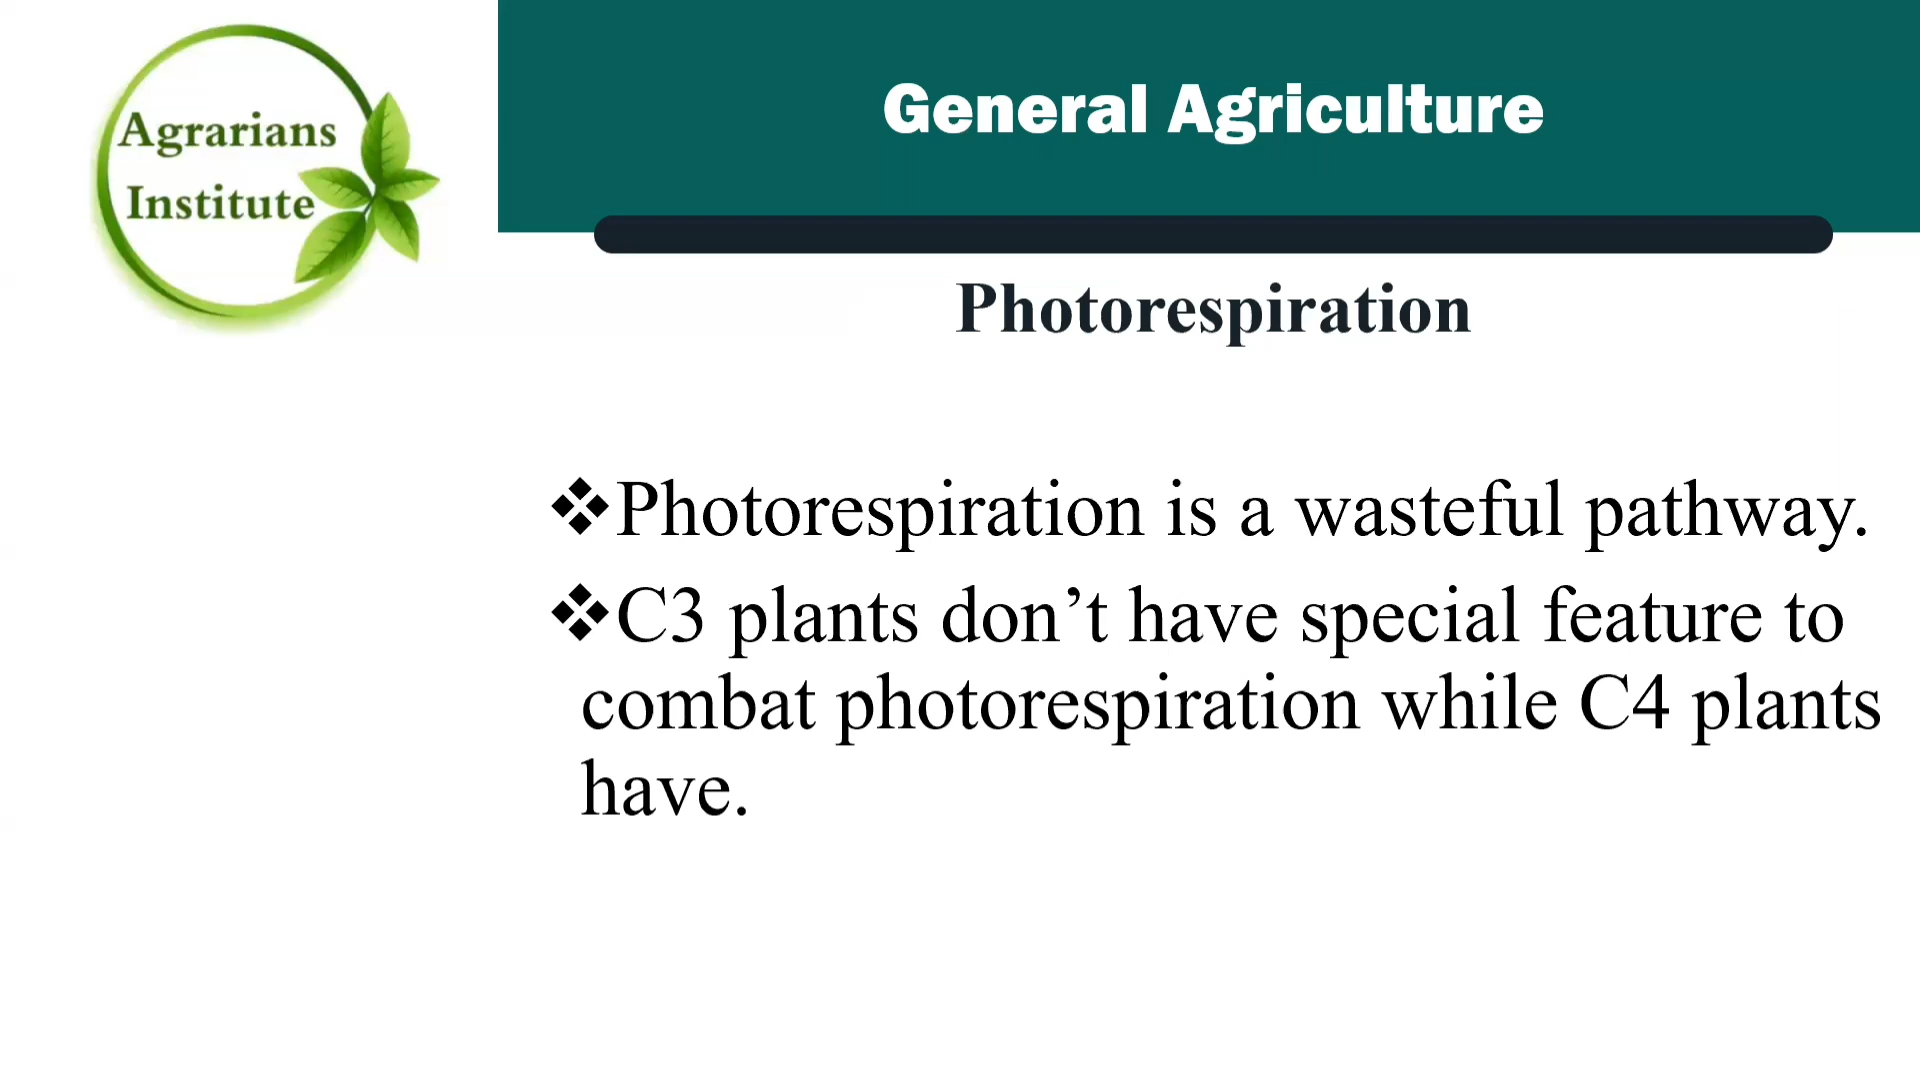 Agrarians
Institute
General Agriculture
Photorespiration
❖Photorespiration is a wasteful pathway.
❖C3 plants don’t have special feature to
combat photorespiration while C4 plants
have.